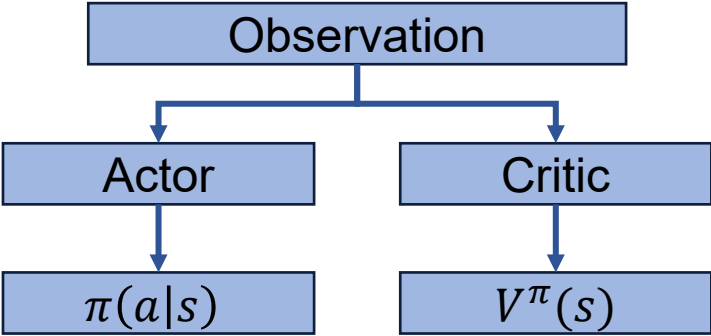 Observation
Actor
Critic
π(a|s)
V^π(s)